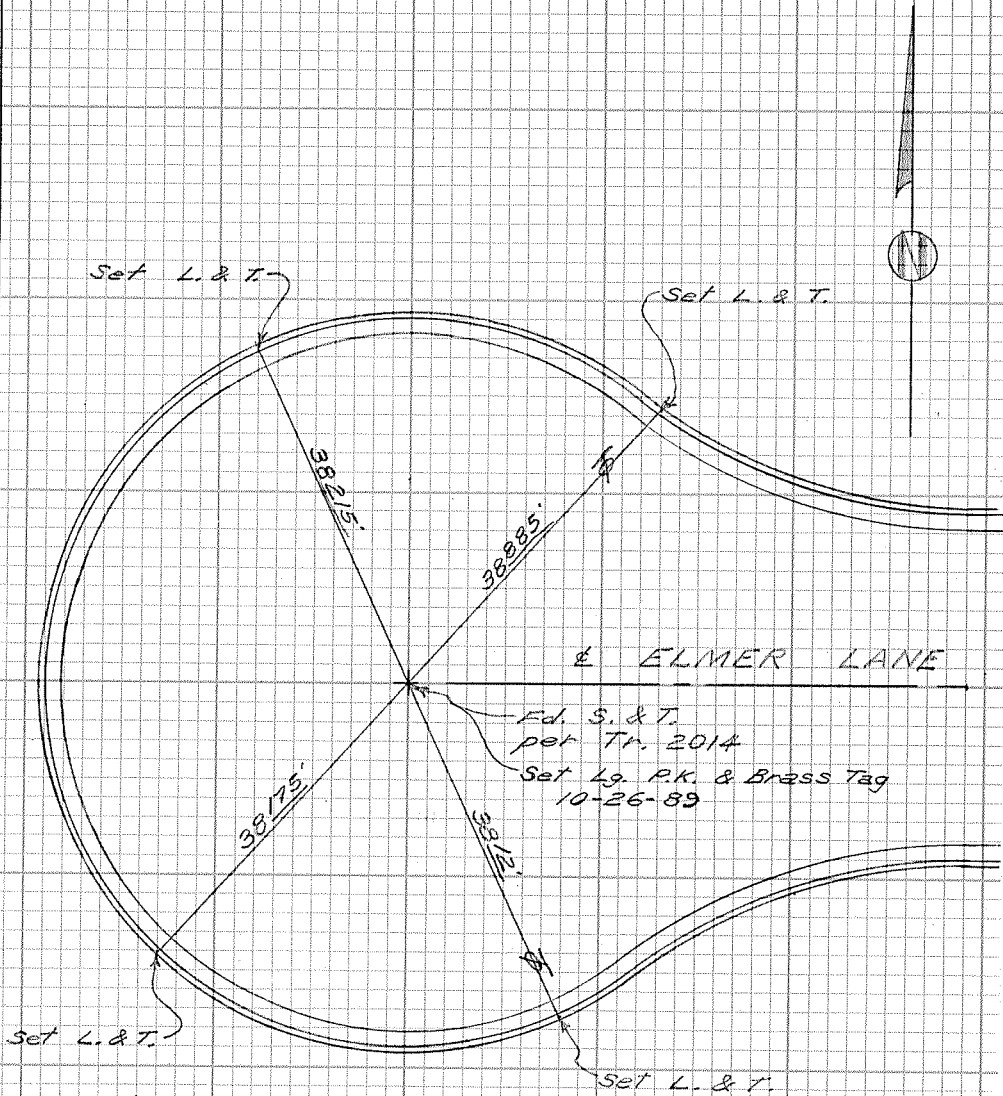 N
Set L. & T.
Set L. & T.
38 215'
38 885'
℄ ELMER LANE
Fd. S. & T.
per Tr. 2014
Set Lg. P.K. & Brass Tag
10-26-89
38 175'
38 12'
Set L. & T.
Set L. & T.